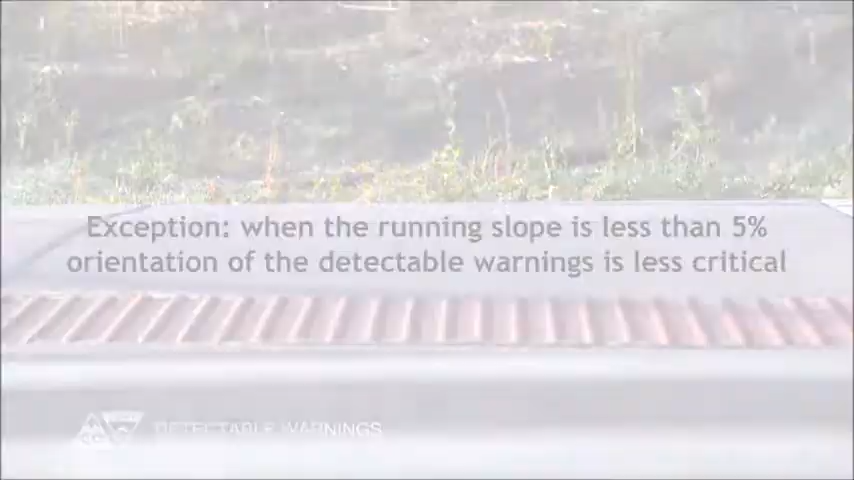 Exception: when the running slope is less than 5%
orientation of the detectable warnings is less critical
DETECTABLE WARNINGS